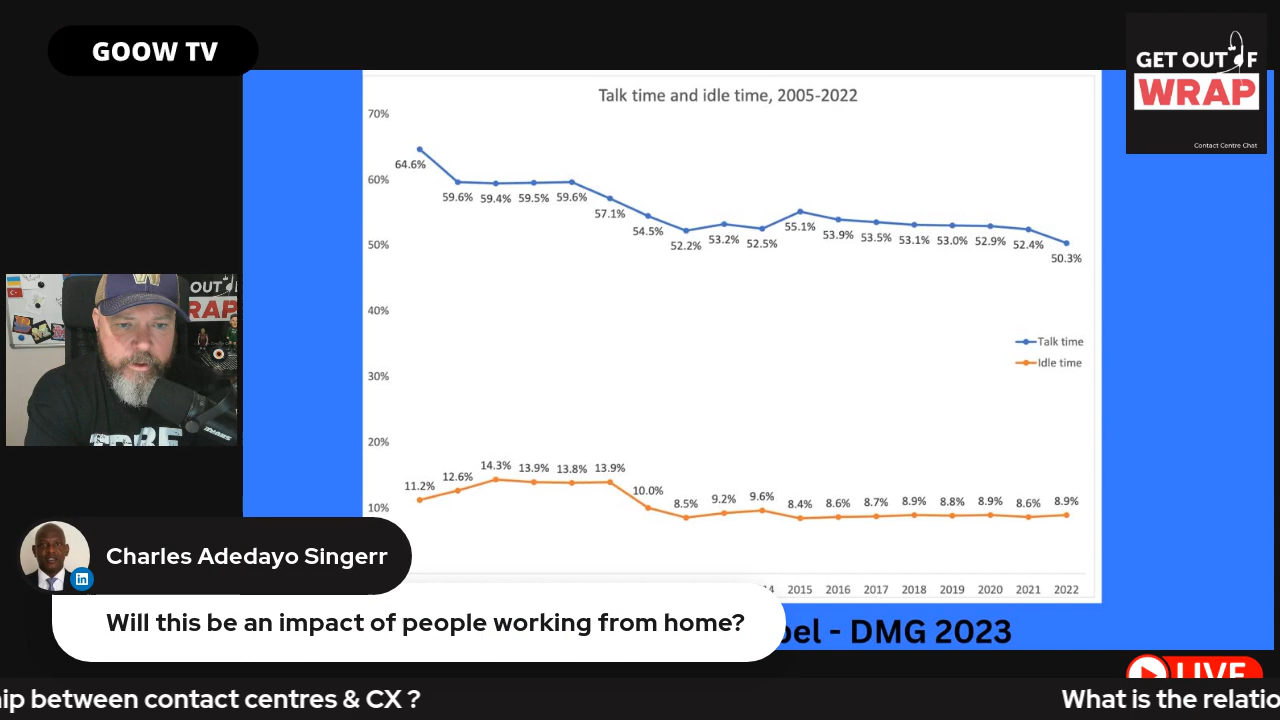 GOOW TV
GET OUT OF
WRAP
Contact Centre Chat
Talk time and idle time, 2005-2022
70%
60%
50%
40%
30%
20%
10%
64.6%
59.6% 59.4% 59.5% 59.6%
57.1%
54.5%
52.2%
53.2%
52.5%
55.1%
53.9%
53.5%
53.1%
53.0%
52.9%
52.4%
50.3%
Talk time
Idle time
11.2%
12.6%
14.3%
13.9%
13.8%
13.9%
10.0%
8.5%
9.2%
9.6%
8.4%
8.6%
8.7%
8.9%
8.8%
8.9%
8.6%
8.9%
14 2015 2016 2017 2018 2019 2020 2021 2022
OUT
RAP
in
Charles Adedayo Singerr
Will this be an impact of people working from home?
bel - DMG 2023
LIVE
ip between contact centres & CX ?
What is the relatio